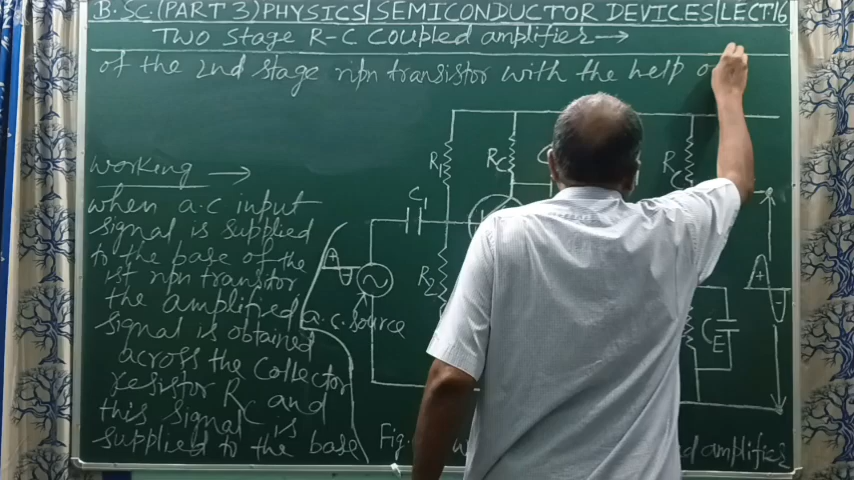 B.Sc.(PART 3)PHYSICS|SEMICONDUCTOR DEVICES|LECT.16
Two Stage R-C Coupled amplifier→
of the 2nd stage npn transistor with the help
working →
when a.c input
signal is supplied
to the base of the
1st npn transitor
the amplified
signal is obtained
across the collector
resistor RC and
this signal is
supplied to the base
R1
RC
RC
C1
R2
a.c. source
+
+
-
CE
Fig.
amplifier